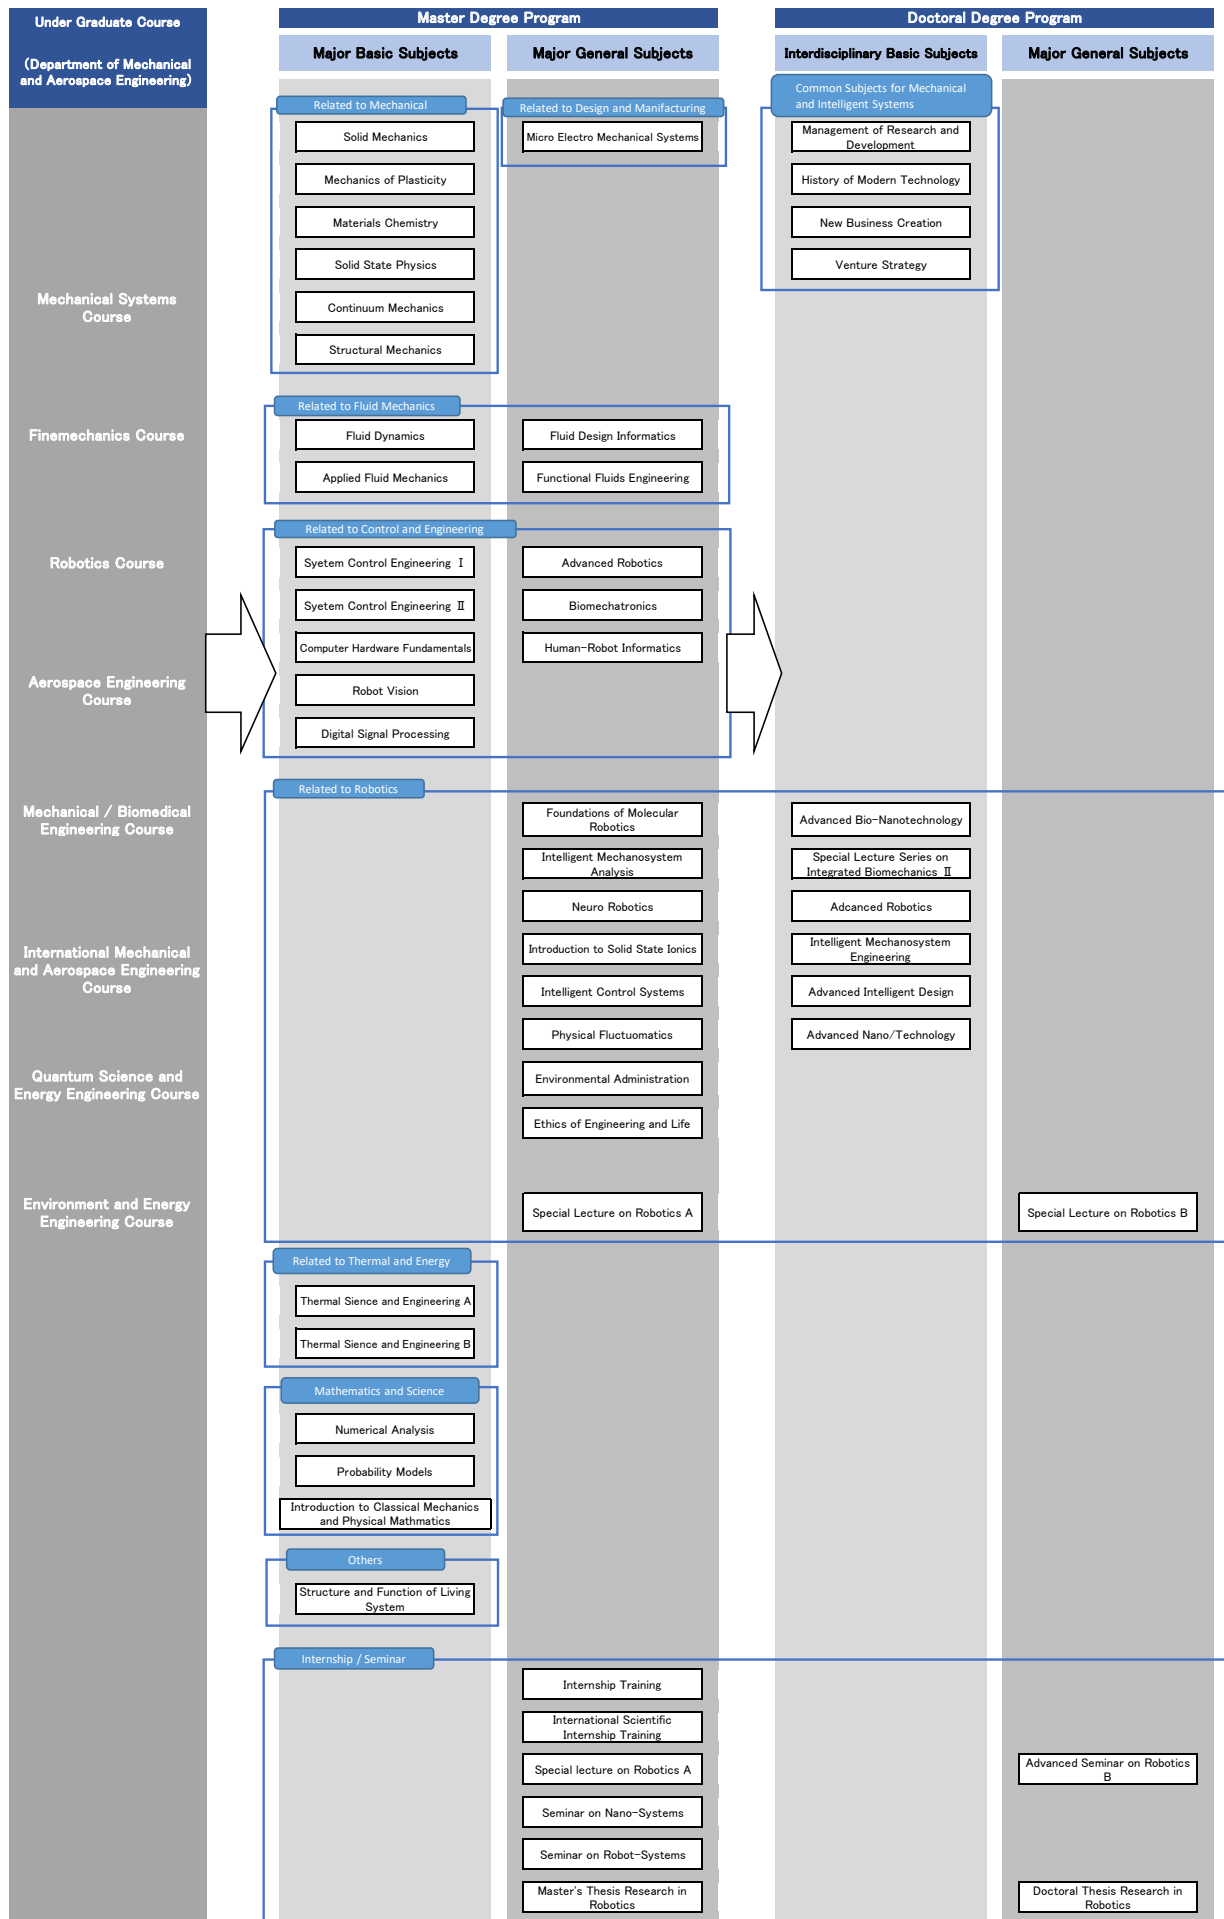 Under Graduate Course
(Department of Mechanical
and Aerospace Engineering)
Mechanical Systems
Course
Finemechanics Course
Robotics Course
Aerospace Engineering
Course
Mechanical / Biomedical
Engineering Course
International Mechanical
and Aerospace Engineering
Course
Quantum Science and
Energy Engineering Course
Environment and Energy
Engineering Course
Master Degree Program
Major Basic Subjects
Major General Subjects
Related to Mechanical
Solid Mechanics
Mechanics of Plasticity
Materials Chemistry
Solid State Physics
Continuum Mechanics
Structural Mechanics
Related to Design and Manifacturing
Micro Electro Mechanical Systems
Related to Fluid Mechanics
Fluid Dynamics
Applied Fluid Mechanics
Fluid Design Informatics
Functional Fluids Engineering
Related to Control and Engineering
Syetem Control Engineering Ⅰ
Syetem Control Engineering Ⅱ
Computer Hardware Fundamentals
Robot Vision
Digital Signal Processing
Advanced Robotics
Biomechatronics
Human-Robot Informatics
Related to Robotics
Foundations of Molecular
Robotics
Intelligent Mechanosystem
Analysis
Neuro Robotics
Introduction to Solid State Ionics
Intelligent Control Systems
Physical Fluctuomatics
Environmental Administration
Ethics of Engineering and Life
Special Lecture on Robotics A
Related to Thermal and Energy
Thermal Sience and Engineering A
Thermal Sience and Engineering B
Mathematics and Science
Numerical Analysis
Probability Models
Introduction to Classical Mechanics
and Physical Mathmatics
Others
Structure and Function of Living
System
Internship / Seminar
Internship Training
International Scientific
Internship Training
Special lecture on Robotics A
Seminar on Nano-Systems
Seminar on Robot-Systems
Master's Thesis Research in
Robotics
Doctoral Degree Program
Interdisciplinary Basic Subjects
Major General Subjects
Common Subjects for Mechanical
and Intelligent Systems
Management of Research and
Development
History of Modern Technology
New Business Creation
Venture Strategy
Advanced Bio-Nanotechnology
Special Lecture Series on
Integrated Biomechanics Ⅱ
Adcanced Robotics
Intelligent Mechanosystem
Engineering
Advanced Intelligent Design
Advanced Nano/Technology
Special Lecture on Robotics B
Advanced Seminar on Robotics
B
Doctoral Thesis Research in
Robotics